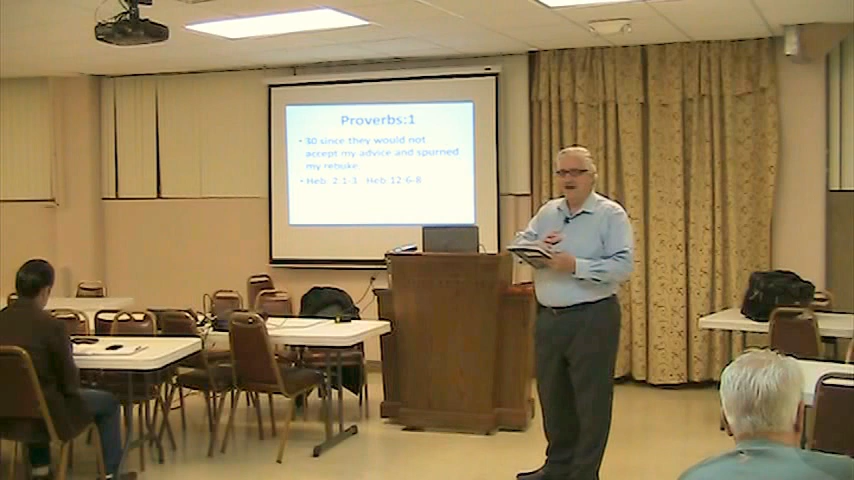 Proverbs:1
• 30 since they would not
accept my advice and spurned
my rebuke
• Heb. 2:1-3 Heb 12:6-8